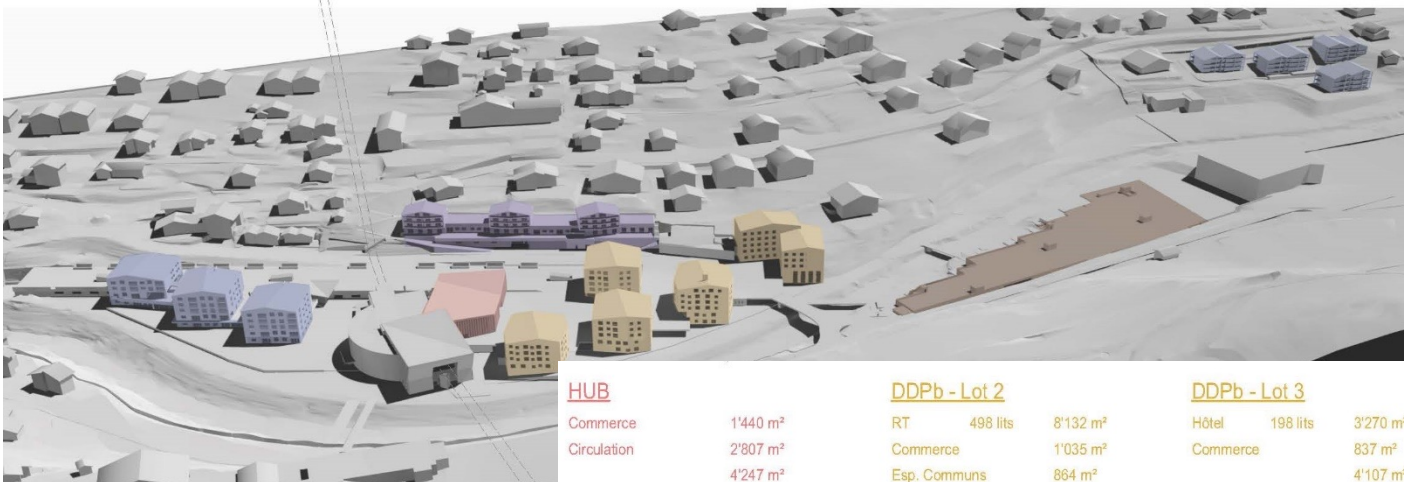 HUB
Commerce 1'440 m²
Circulation 2'807 m²
4'247 m²
DDPb - Lot 2
RT 498 lits 8'132 m²
Commerce 1'035 m²
Esp. Communs 864 m²
DDPb - Lot 3
Hôtel 198 lits 3'270 m²
Commerce 837 m²
4'107 m²